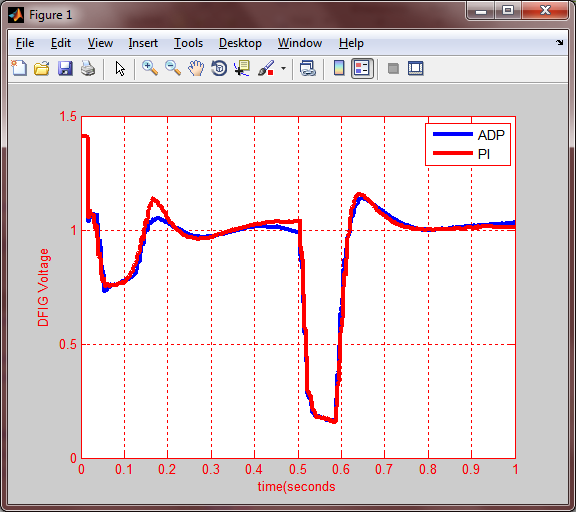 Figure 1
File Edit View Insert Tools Desktop Window Help
1.5
1
0.5
0
DFIG Voltage
ADP
PI
0 0.1 0.2 0.3 0.4 0.5 0.6 0.7 0.8 0.9 1
time(seconds